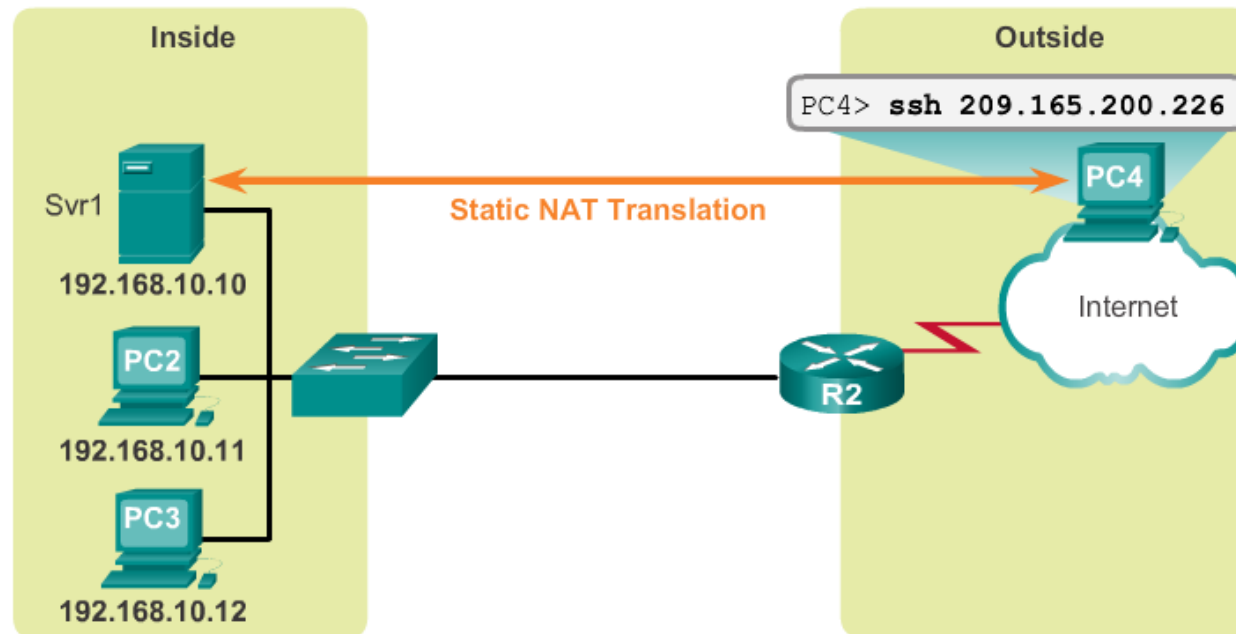 Inside
Outside
PC4> ssh 209.165.200.226
PC4
Svr1
Static NAT Translation
192.168.10.10
Internet
PC2
R2
192.168.10.11
PC3
192.168.10.12